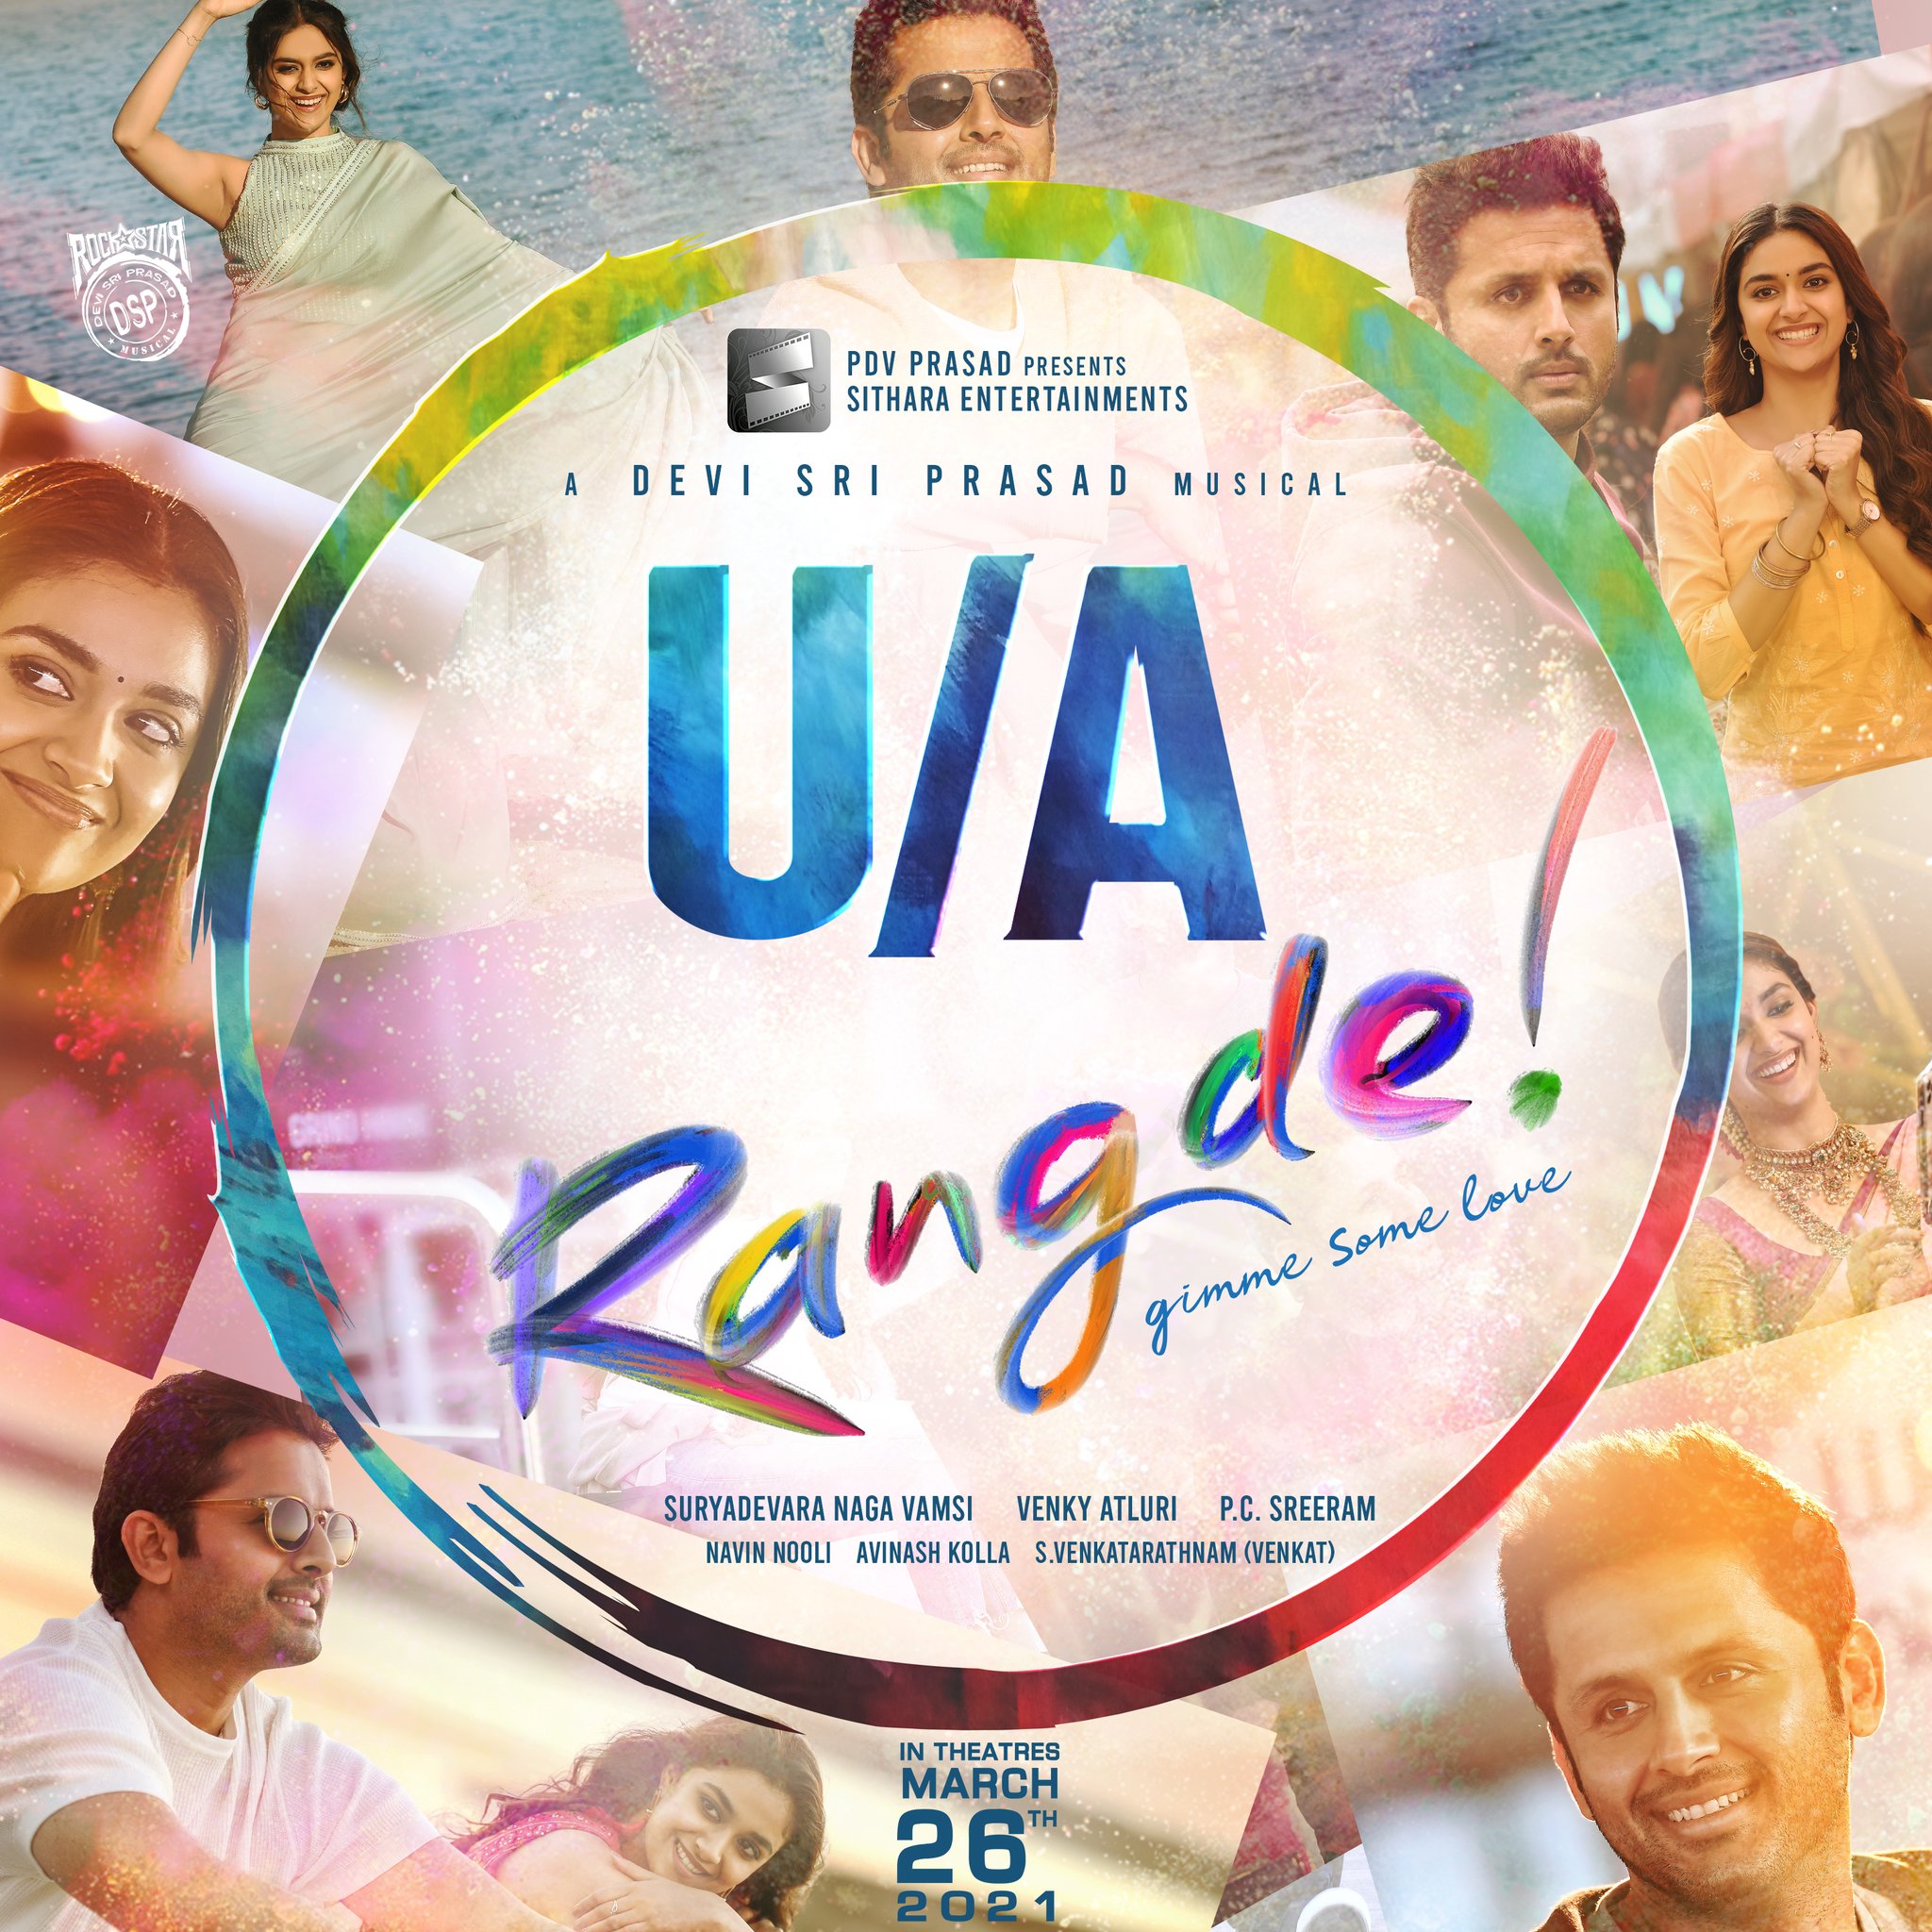 ROCKSTAR
DEVI SRI PRASAD
DSP
MUSICAL
PDV PRASAD PRESENTS
SITHARA ENTERTAINMENTS
A DEVI SRI PRASAD MUSICAL
U/A
Rang de!
gimme some love
SURYADEVARA NAGA VAMSI VENKY ATLURI P.C. SREERAM
NAVIN NOOLI AVINASH KOLLA S.VENKATARATHNAM (VENKAT)
IN THEATRES
MARCH
26TH
2021